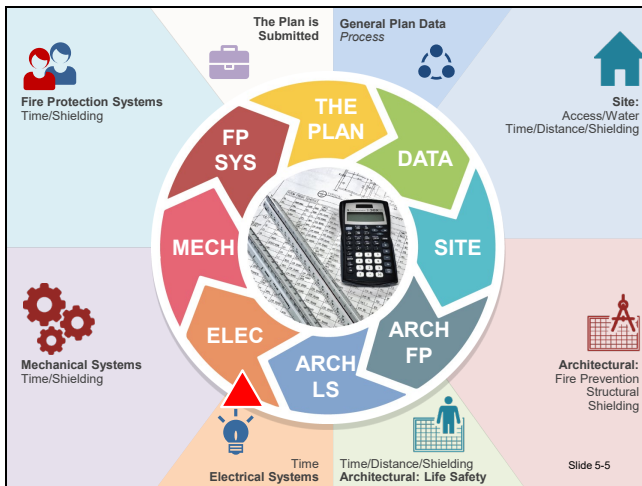 The Plan is
Submitted
General Plan Data
Process
Fire Protection Systems
Time/Shielding
Site:
Access/Water
Time/Distance/Shielding
THE
PLAN
DATA
SITE
ARCH
FP
ARCH
LS
ELEC
MECH
FP
SYS
Mechanical Systems
Time/Shielding
Architectural:
Fire Prevention
Structural
Shielding
Time
Electrical Systems
Time/Distance/Shielding
Architectural: Life Safety
Slide 5-5